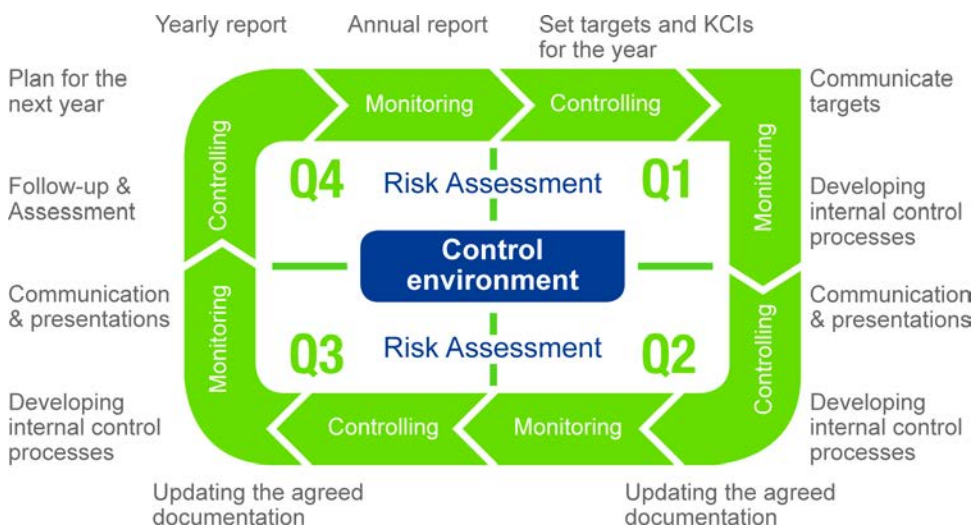 Yearly report
Annual report
Set targets and KCIs
for the year
Plan for the
next year
Monitoring
Controlling
Communicate
targets
Controlling
Q4
Risk Assessment
Q1
Monitoring
Follow-up &
Assessment
Developing
internal control
processes
Control
environment
Communication
& presentations
Monitoring
Q3
Risk Assessment
Q2
Controlling
Communication
& presentations
Developing
internal control
processes
Controlling
Monitoring
Developing
internal control
processes
Updating the agreed
documentation
Updating the agreed
documentation